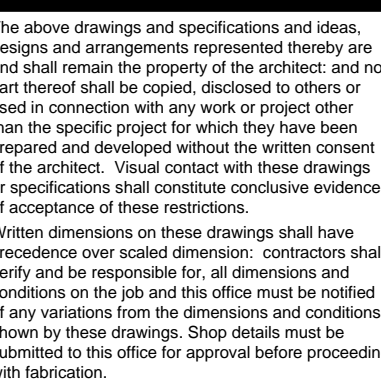 he above drawings and specifications and ideas,
esigns and arrangements represented thereby are
nd shall remain the property of the architect: and no
art thereof shall be copied, disclosed to others or
sed in connection with any work or project other
han the specific project for which they have been
repared and developed without the written consent
f the architect.  Visual contact with these drawings
r specifications shall constitute conclusive evidence
f acceptance of these restrictions.
Written dimensions on these drawings shall have
recedence over scaled dimension:  contractors shal
erify and be responsible for, all dimensions and
onditions on the job and this office must be notified
f any variations from the dimensions and conditions
hown by these drawings. Shop details must be
ubmitted to this office for approval before proceedin
with fabrication.